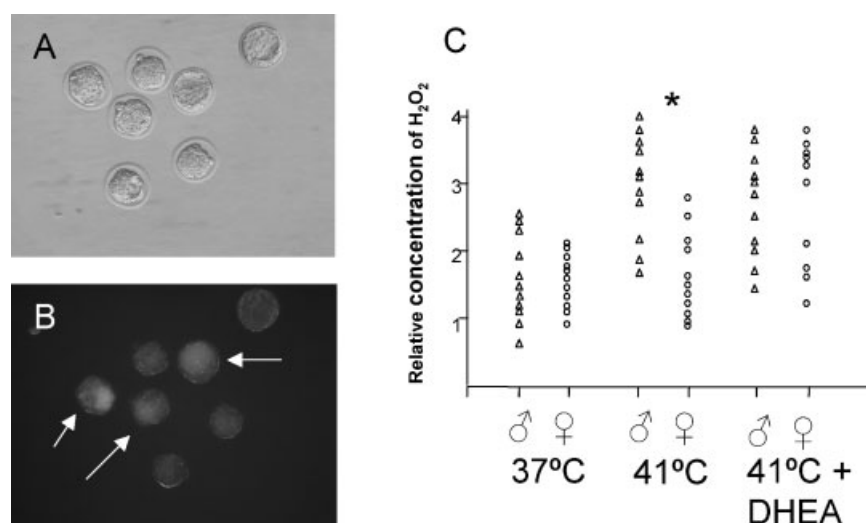 A
B
C
Relative concentration of H₂O₂
*
4
3
2
1
♂ ♀ ♂ ♀ ♂ ♀
37ºC 41ºC 41ºC +
DHEA